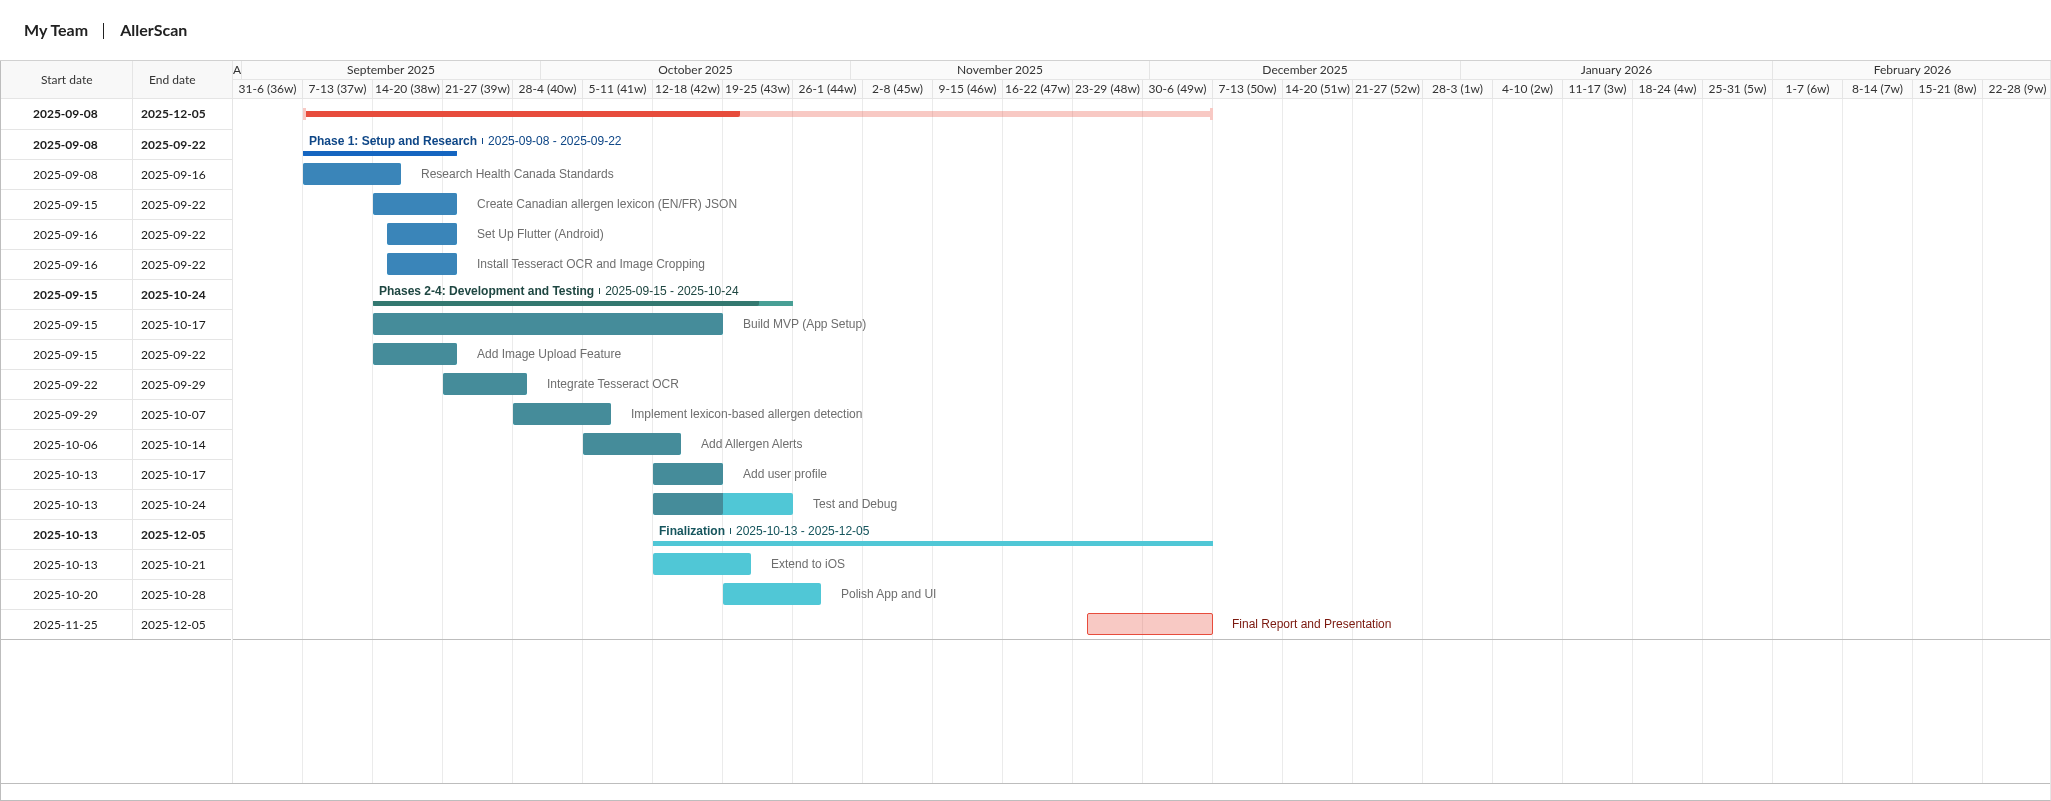 My Team | AllerScan
Start date End date A September 2025 October 2025 November 2025 December 2025 January 2026 February 2026
31-6 (36w) 7-13 (37w) 14-20 (38w) 21-27 (39w) 28-4 (40w) 5-11 (41w) 12-18 (42w) 19-25 (43w) 26-1 (44w) 2-8 (45w) 9-15 (46w) 16-22 (47w) 23-29 (48w) 30-6 (49w) 7-13 (50w) 14-20 (51w) 21-27 (52w) 28-3 (1w) 4-10 (2w) 11-17 (3w) 18-24 (4w) 25-31 (5w) 1-7 (6w) 8-14 (7w) 15-21 (8w) 22-28 (9w)
2025-09-08 2025-12-05
2025-09-08 2025-09-22 Phase 1: Setup and Research 2025-09-08 - 2025-09-22
2025-09-08 2025-09-16 Research Health Canada Standards
2025-09-15 2025-09-22 Create Canadian allergen lexicon (EN/FR) JSON
2025-09-16 2025-09-22 Set Up Flutter (Android)
2025-09-16 2025-09-22 Install Tesseract OCR and Image Cropping
2025-09-15 2025-10-24 Phases 2-4: Development and Testing 2025-09-15 - 2025-10-24
2025-09-15 2025-10-17 Build MVP (App Setup)
2025-09-15 2025-09-22 Add Image Upload Feature
2025-09-22 2025-09-29 Integrate Tesseract OCR
2025-09-29 2025-10-07 Implement lexicon-based allergen detection
2025-10-06 2025-10-14 Add Allergen Alerts
2025-10-13 2025-10-17 Add user profile
2025-10-13 2025-10-24 Test and Debug
2025-10-13 2025-12-05 Finalization 2025-10-13 - 2025-12-05
2025-10-13 2025-10-21 Extend to iOS
2025-10-20 2025-10-28 Polish App and UI
2025-11-25 2025-12-05 Final Report and Presentation